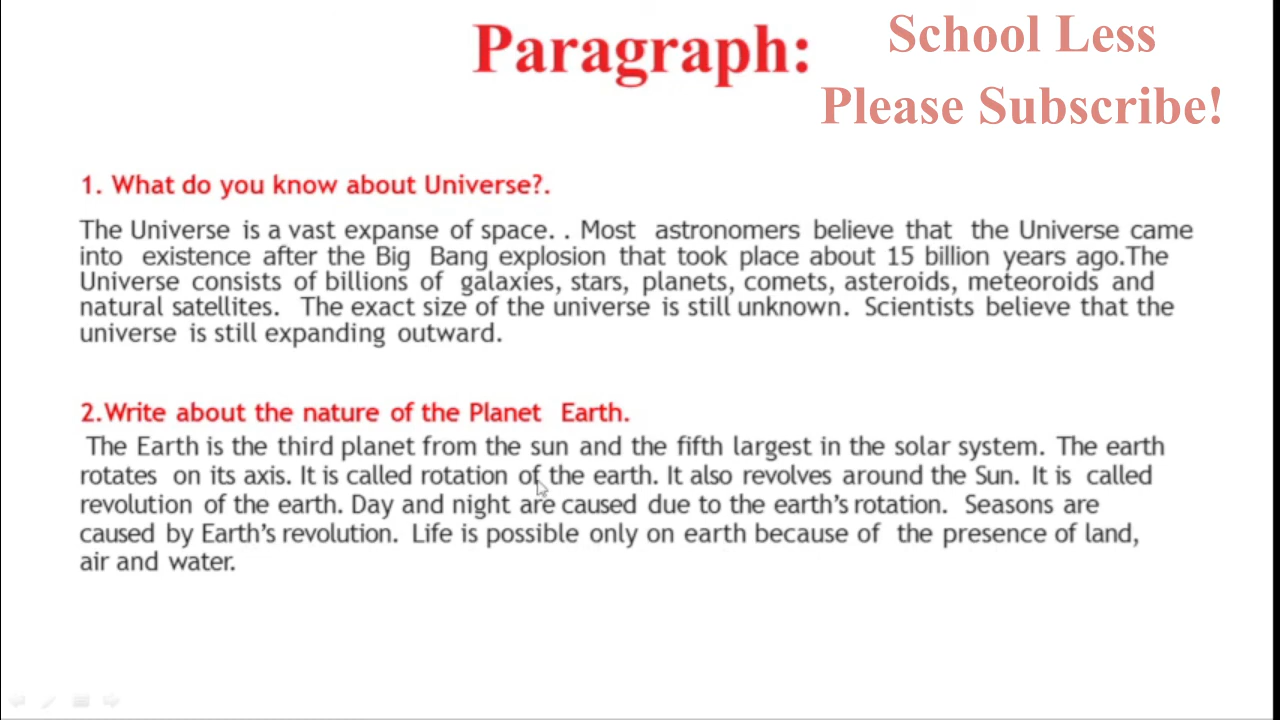 Paragraph:
School Less
Please Subscribe!
1. What do you know about Universe?.
The Universe is a vast expanse of space. . Most astronomers believe that the Universe came
into existence after the Big Bang explosion that took place about 15 billion years ago.The
Universe consists of billions of galaxies, stars, planets, comets, asteroids, meteoroids and
natural satellites. The exact size of the universe is still unknown. Scientists believe that the
universe is still expanding outward.
2.Write about the nature of the Planet Earth.
The Earth is the third planet from the sun and the fifth largest in the solar system. The earth
rotates on its axis. It is called rotation of the earth. It also revolves around the Sun. It is called
revolution of the earth. Day and night are caused due to the earth's rotation. Seasons are
caused by Earth's revolution. Life is possible only on earth because of the presence of land,
air and water.